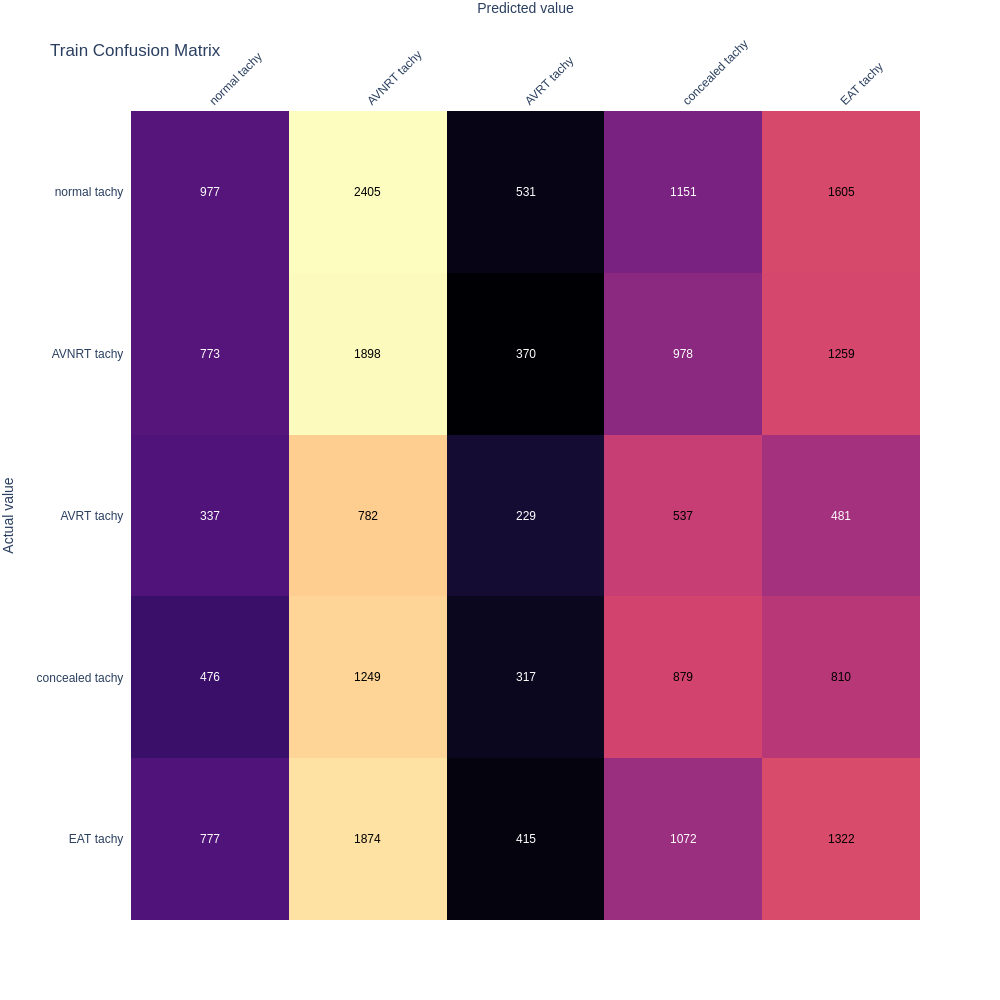 Predicted value
Train Confusion Matrix
normal tachy
AVNRT tachy
AVRT tachy
concealed tachy
EAT tachy
normal tachy 977 2405 531 1151 1605
AVNRT tachy 773 1898 370 978 1259
Actual value
AVRT tachy 337 782 229 537 481
concealed tachy 476 1249 317 879 810
EAT tachy 777 1874 415 1072 1322